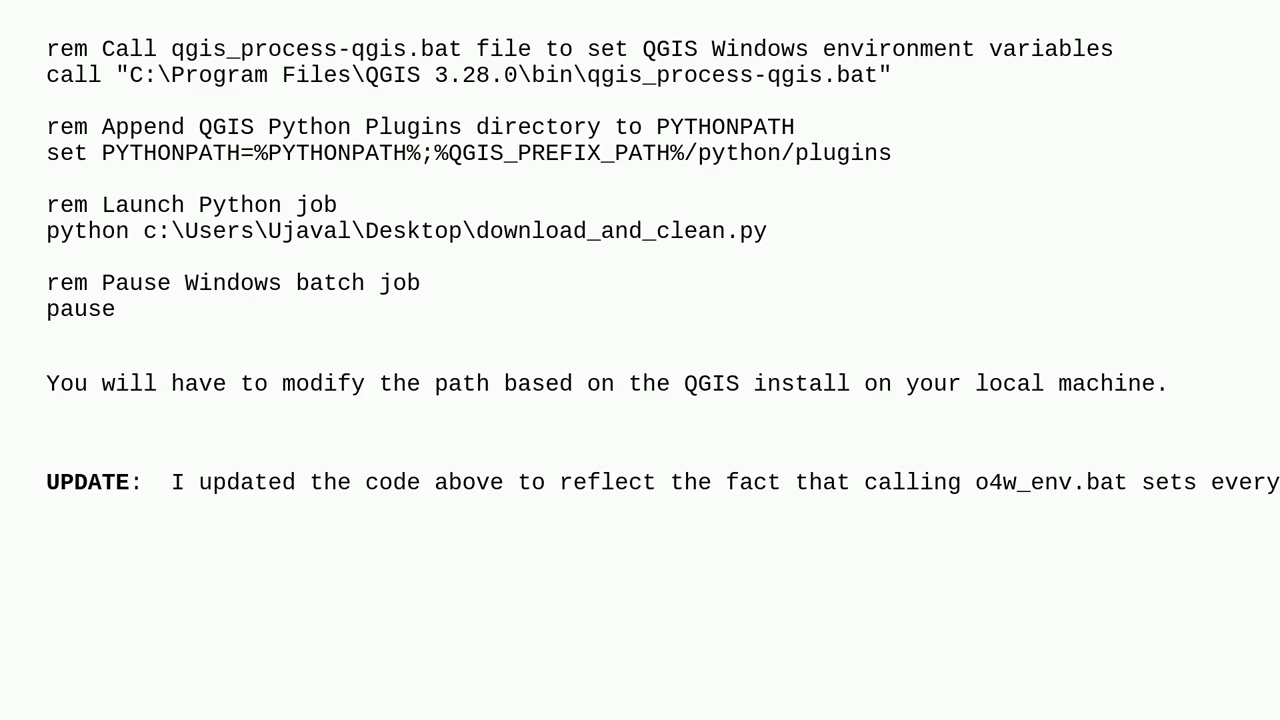 rem Call qgis_process-qgis.bat file to set QGIS Windows environment variables
call "C:\Program Files\QGIS 3.28.0\bin\qgis_process-qgis.bat"
rem Append QGIS Python Plugins directory to PYTHONPATH
set PYTHONPATH=%PYTHONPATH%;%QGIS_PREFIX_PATH%/python/plugins
rem Launch Python job
python c:\Users\Ujaval\Desktop\download_and_clean.py
rem Pause Windows batch job
pause
You will have to modify the path based on the QGIS install on your local machine.
UPDATE:  I updated the code above to reflect the fact that calling o4w_env.bat sets every